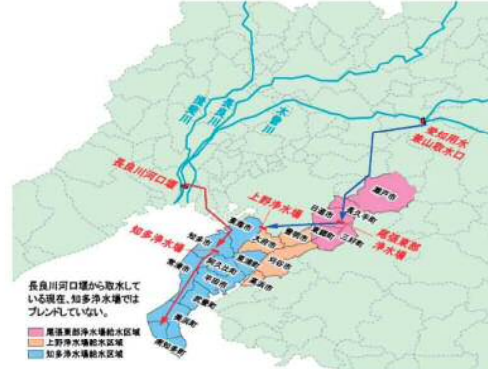 揖斐川
長良川
木曽川
愛知用水
兼山取水口
長良川河口堰
瀬戸市
長久手町
日進市
上野浄水場
尾張東部
浄水場
三好町
東郷町
豊明市
東海市
大府市
知多浄水場
知多市
刈谷市
東浦町
高浜市
阿久比町
常滑市
半田市
武豊町
美浜町
南知多町
長良川河口堰から取水して
いる現在、知多浄水場では
ブレンドしていない。
尾張東部浄水場給水区域
上野浄水場給水区域
知多浄水場給水区域